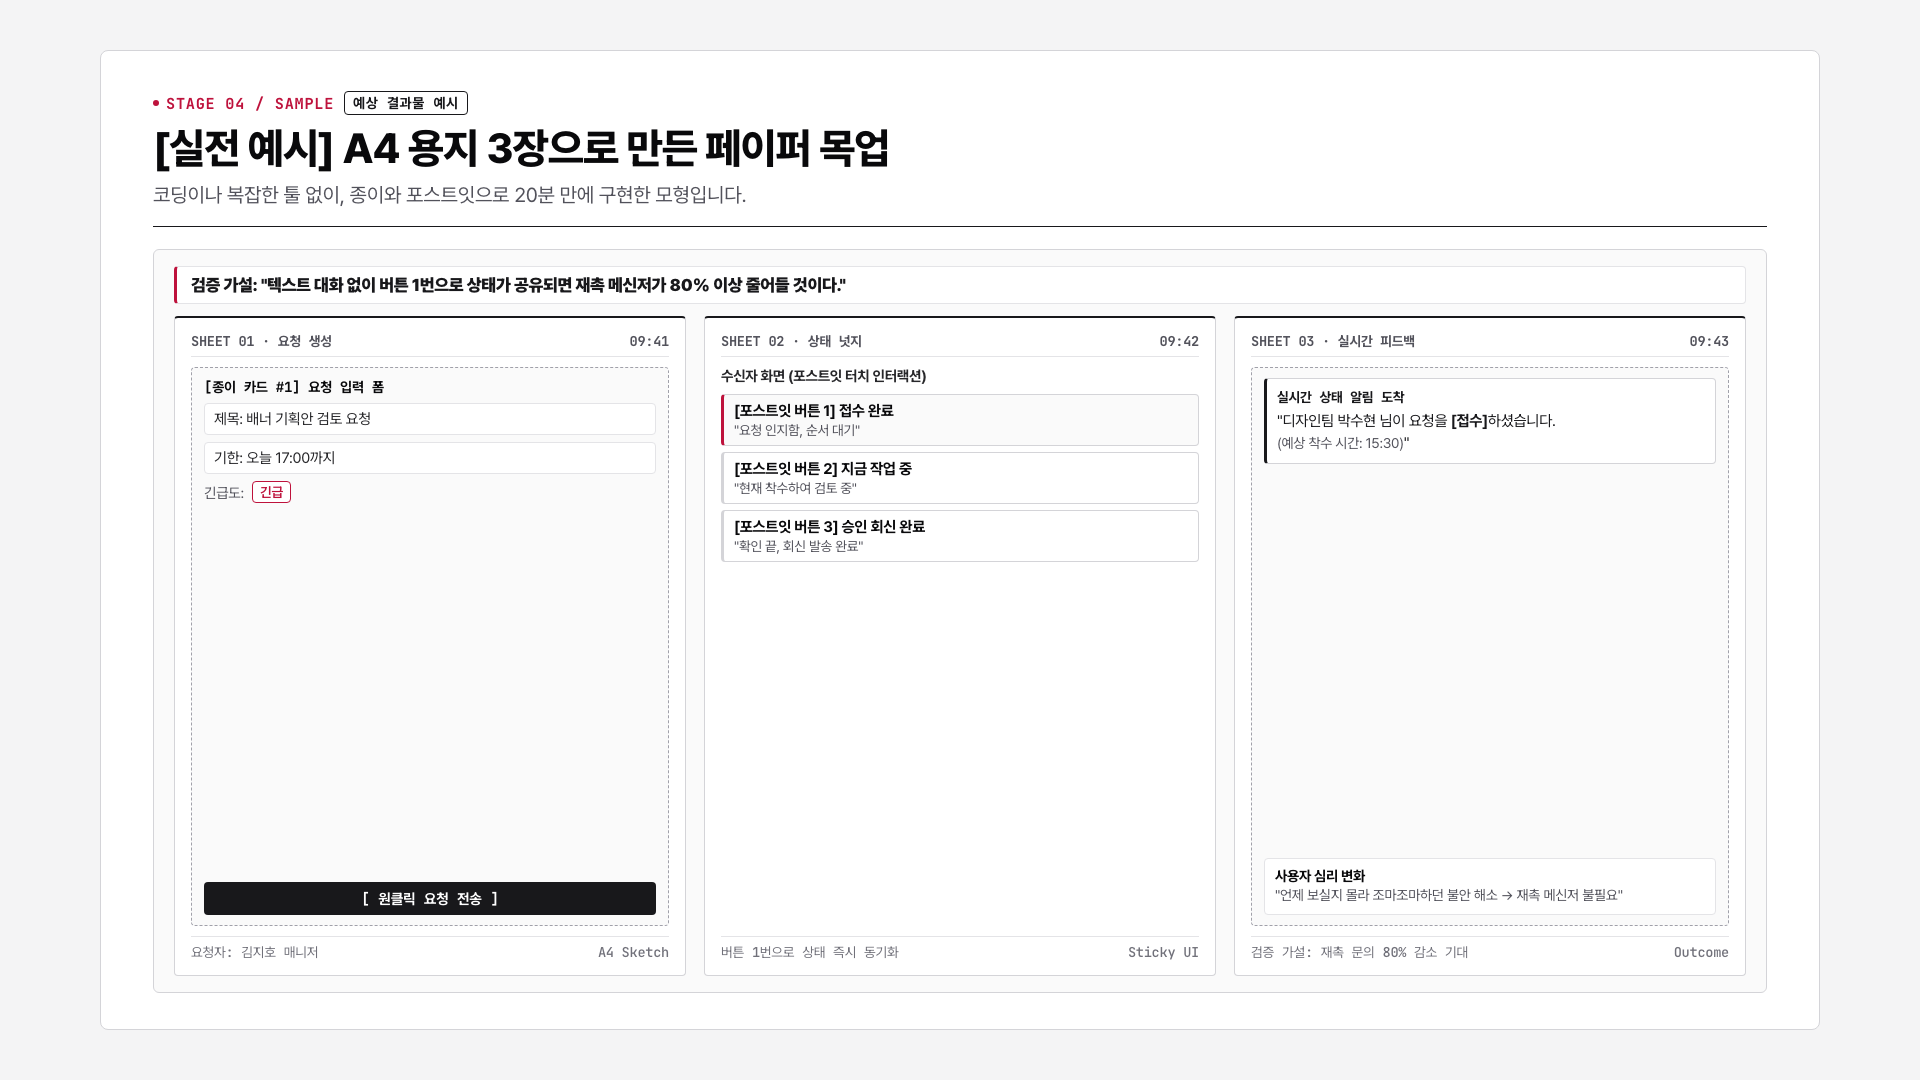 • STAGE 04 / SAMPLE 예상 결과물 예시
[실전 예시] A4 용지 3장으로 만든 페이퍼 목업
코딩이나 복잡한 툴 없이, 종이와 포스트잇으로 20분 만에 구현한 모형입니다.
검증 가설: "텍스트 대화 없이 버튼 1번으로 상태가 공유되면 재촉 메신저가 80% 이상 줄어들 것이다."
SHEET 01 · 요청 생성 09:41
[종이 카드 #1] 요청 입력 폼
제목: 배너 기획안 검토 요청
기한: 오늘 17:00까지
긴급도: 긴급
[ 원클릭 요청 전송 ]
요청자: 김지호 매니저 A4 Sketch
SHEET 02 · 상태 넛지 09:42
수신자 화면 (포스트잇 터치 인터랙션)
[포스트잇 버튼 1] 접수 완료
"요청 인지함, 순서 대기"
[포스트잇 버튼 2] 지금 작업 중
"현재 착수하여 검토 중"
[포스트잇 버튼 3] 승인 회신 완료
"확인 끝, 회신 발송 완료"
버튼 1번으로 상태 즉시 동기화 Sticky UI
SHEET 03 · 실시간 피드백 09:43
실시간 상태 알림 도착
"디자인팀 박수현 님이 요청을 [접수]하셨습니다.
(예상 착수 시간: 15:30)"
사용자 심리 변화
"언제 보실지 몰라 조마조마하던 불안 해소 → 재촉 메신저 불필요"
검증 가설: 재촉 문의 80% 감소 기대 Outcome